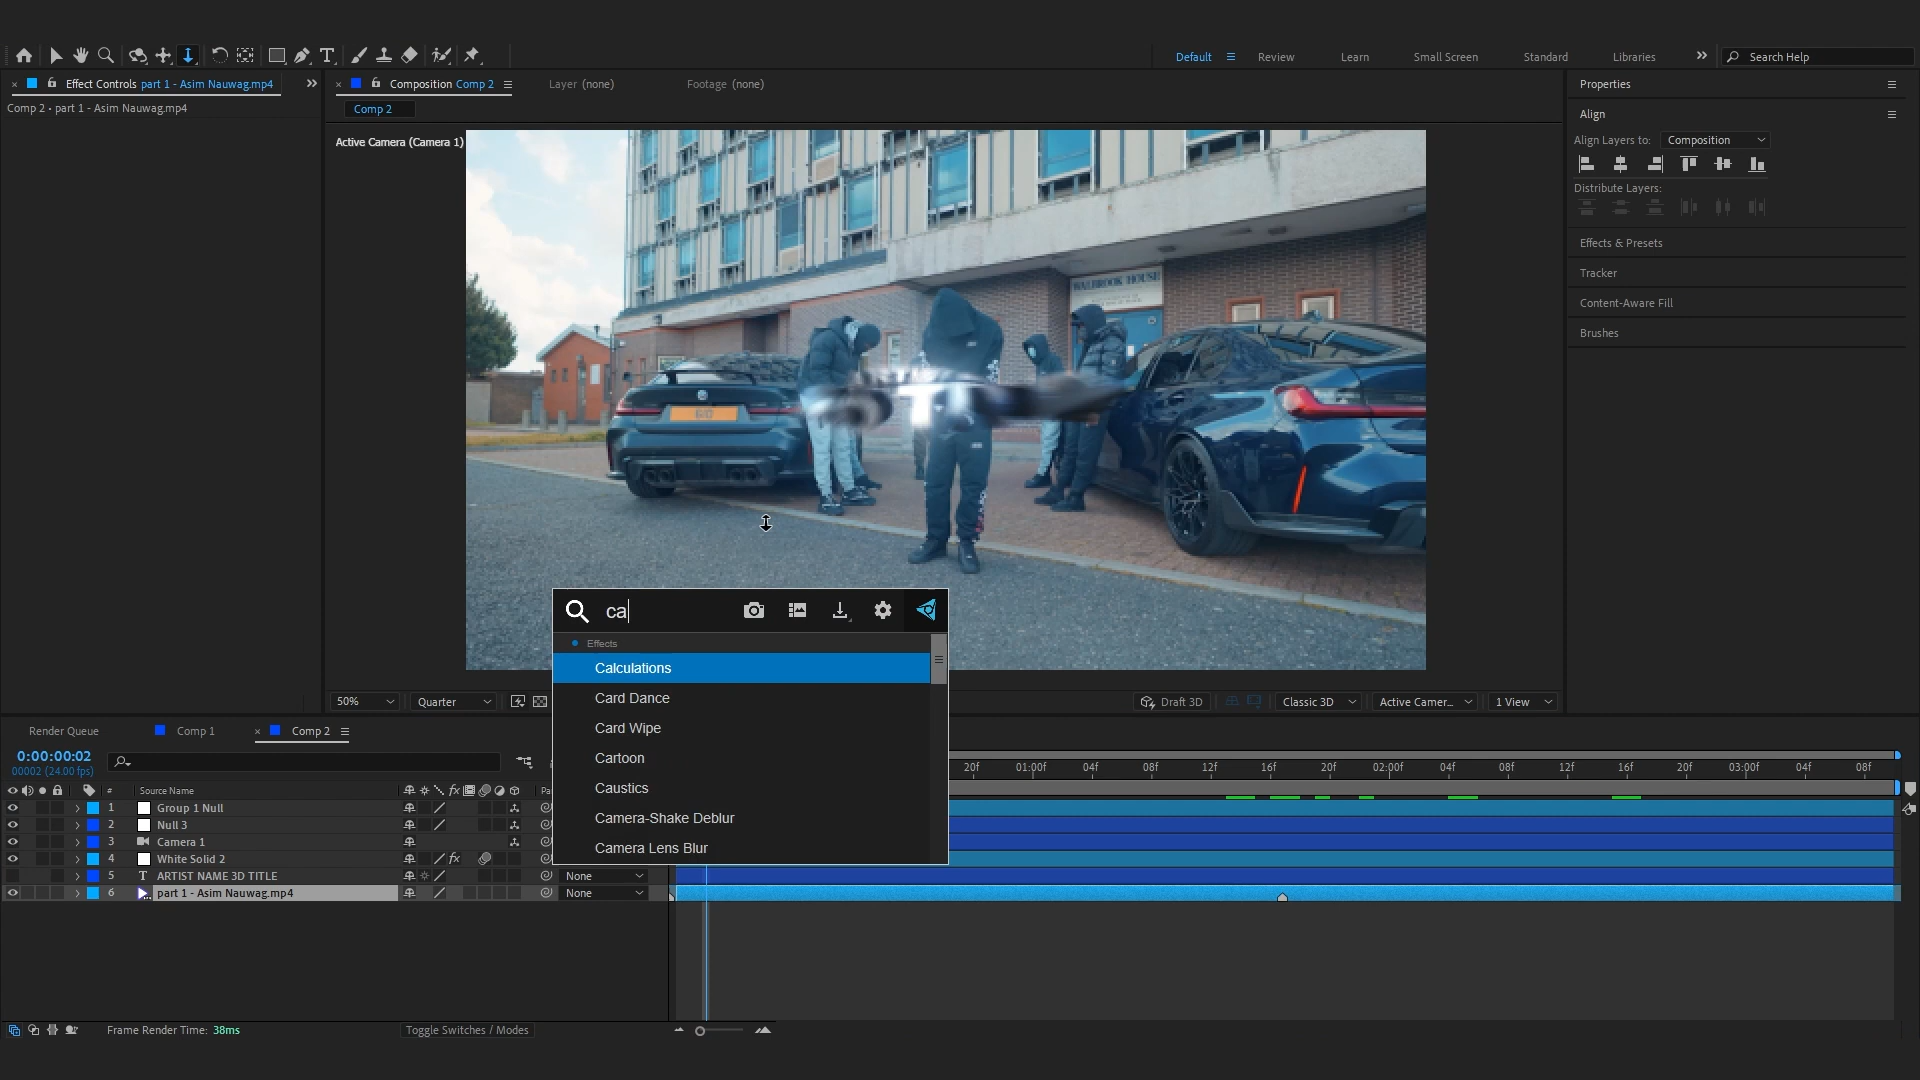 Default
Review
Learn
Small Screen
Standard
Libraries
Search Help
Effect Controls part 1 - Asim Nauwag.mp4
Composition Comp 2
Layer (none)
Footage (none)
Properties
Comp 2 • part 1 - Asim Nauwag.mp4
Comp 2
Align
Active Camera (Camera 1)
Align Layers to:
Composition
Distribute Layers:
Effects & Presets
Tracker
Content-Aware Fill
Brushes
WALBROOK HOUSE
ca
Effects
Calculations
Card Dance
Card Wipe
Cartoon
Caustics
Camera-Shake Deblur
Camera Lens Blur
50%
Quarter
Draft 3D
Classic 3D
Active Camer...
1 View
Render Queue
Comp 1
Comp 2
0:00:00:02
00002 (24.00 fps)
20f
01:00f
04f
08f
12f
16f
20f
02:00f
04f
08f
12f
16f
20f
03:00f
04f
08f
#
Source Name
fx
Pa
1
Group 1 Null
2
Null 3
3
Camera 1
4
White Solid 2
fx
5
T
ARTIST NAME 3D TITLE
None
6
part 1 - Asim Nauwag.mp4
None
Frame Render Time: 38ms
Toggle Switches / Modes